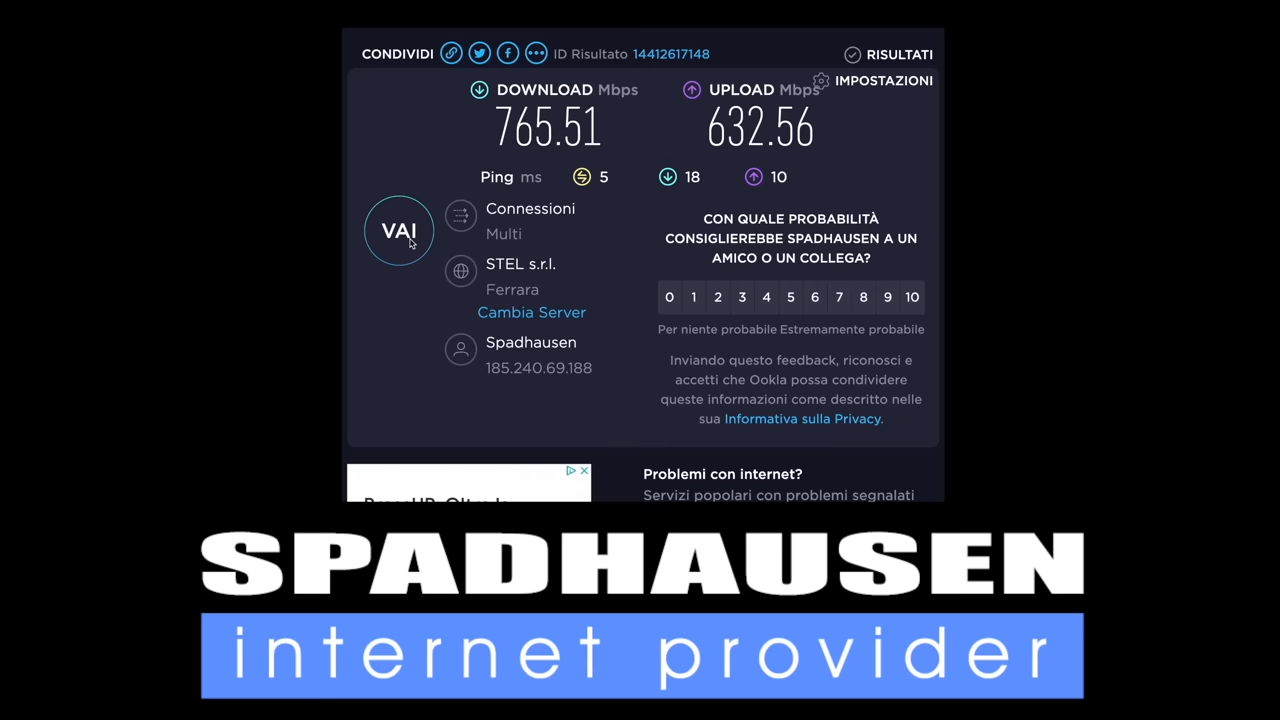 CONDIVIDI ID Risultato 14412617148
RISULTATI
IMPOSTAZIONI
DOWNLOAD Mbps
765.51
UPLOAD Mbps
632.56
Ping ms 5 18 10
VAI
Connessioni
Multi
STEL s.r.l.
Ferrara
Cambia Server
Spadhausen
185.240.69.188
CON QUALE PROBABILITÀ
CONSIGLIEREBBE SPADHAUSEN A UN
AMICO O UN COLLEGA?
0 1 2 3 4 5 6 7 8 9 10
Per niente probabile Estremamente probabile
Inviando questo feedback, riconosci e
accetti che Ookla possa condividere
queste informazioni come descritto nelle
sua Informativa sulla Privacy.
Problemi con internet?
Servizi popolari con problemi segnalati
SPADHAUSEN
internet provider